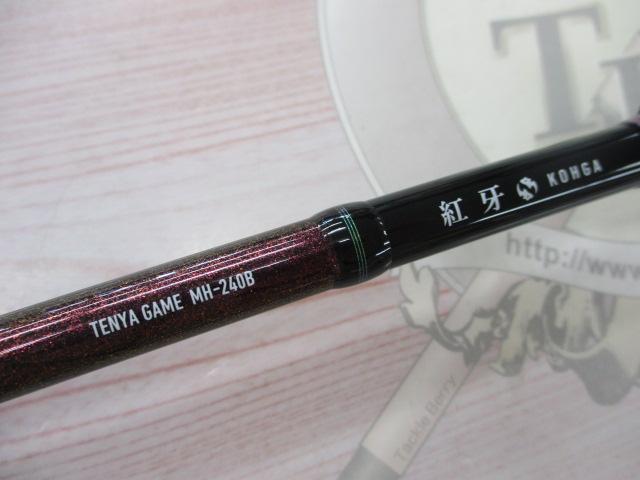 紅牙 KOHGA
TENYA GAME MH-240B
http://www
Tackle Berry